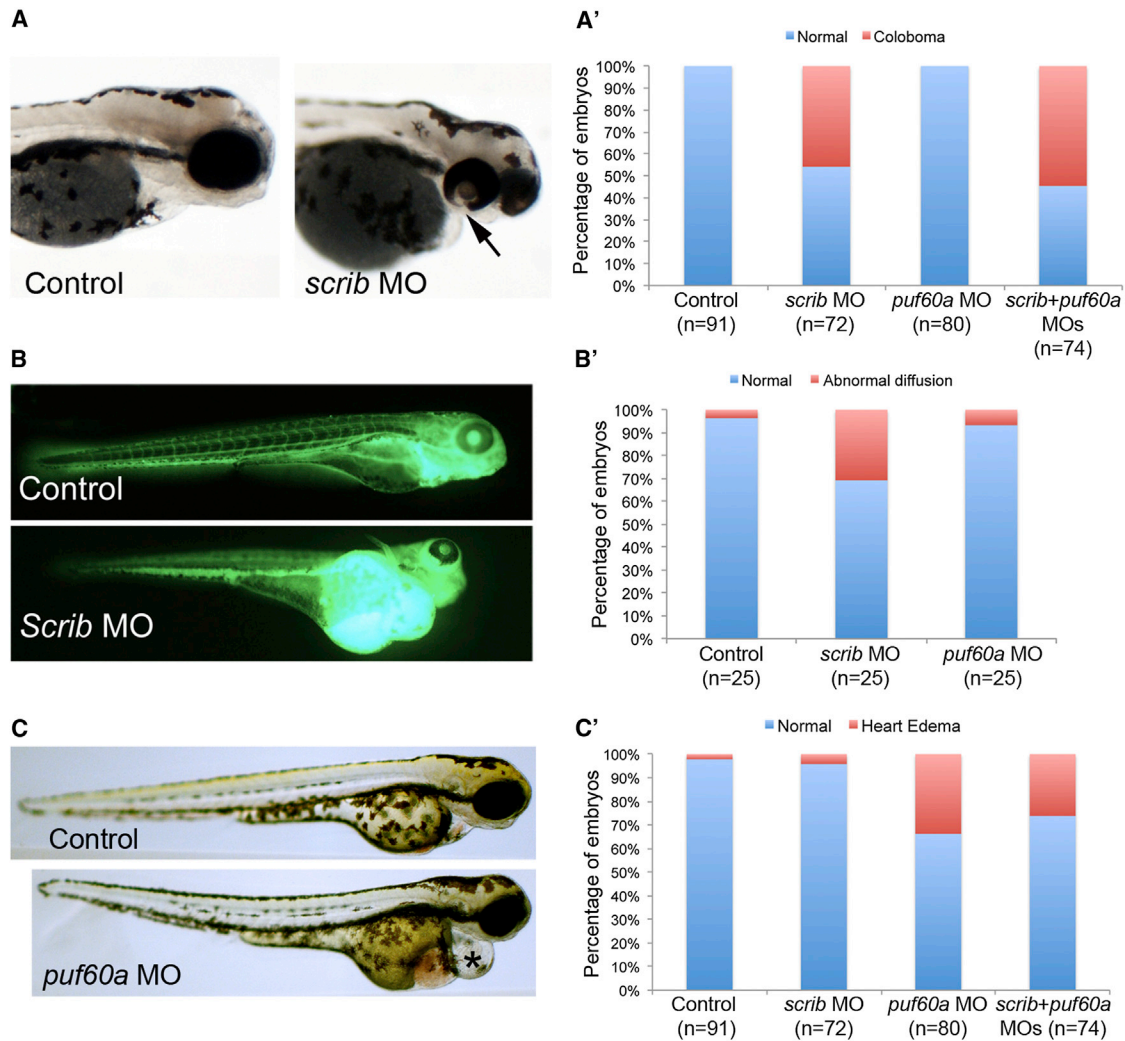 A
Control
scrib MO
A'
Normal Coloboma
Percentage of embryos
100%
90%
80%
70%
60%
50%
40%
30%
20%
10%
0%
Control
(n=91)
scrib MO
(n=72)
puf60a MO
(n=80)
scrib+puf60a
MOs
(n=74)
B
Control
Scrib MO
B'
Normal Abnormal diffusion
Percentage of embryos
100%
90%
80%
70%
60%
50%
40%
30%
20%
10%
0%
Control
(n=25)
scrib MO
(n=25)
puf60a MO
(n=25)
C
Control
puf60a MO
*
C'
Normal Heart Edema
Percentage of embryos
100%
90%
80%
70%
60%
50%
40%
30%
20%
10%
0%
Control
(n=91)
scrib MO
(n=72)
puf60a MO
(n=80)
scrib+puf60a
MOs (n=74)